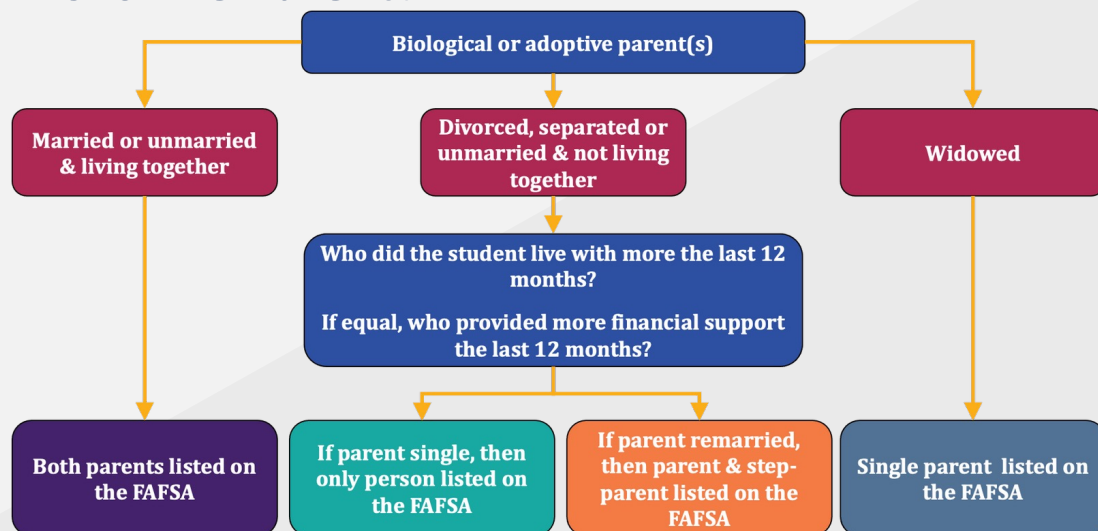 Biological or adoptive parent(s)
Married or unmarried
& living together
Divorced, separated or
unmarried & not living
together
Widowed
Who did the student live with more the last 12
months?
If equal, who provided more financial support
the last 12 months?
Both parents listed on
the FAFSA
If parent single, then
only person listed on
the FAFSA
If parent remarried,
then parent & step-
parent listed on the
FAFSA
Single parent listed on
the FAFSA